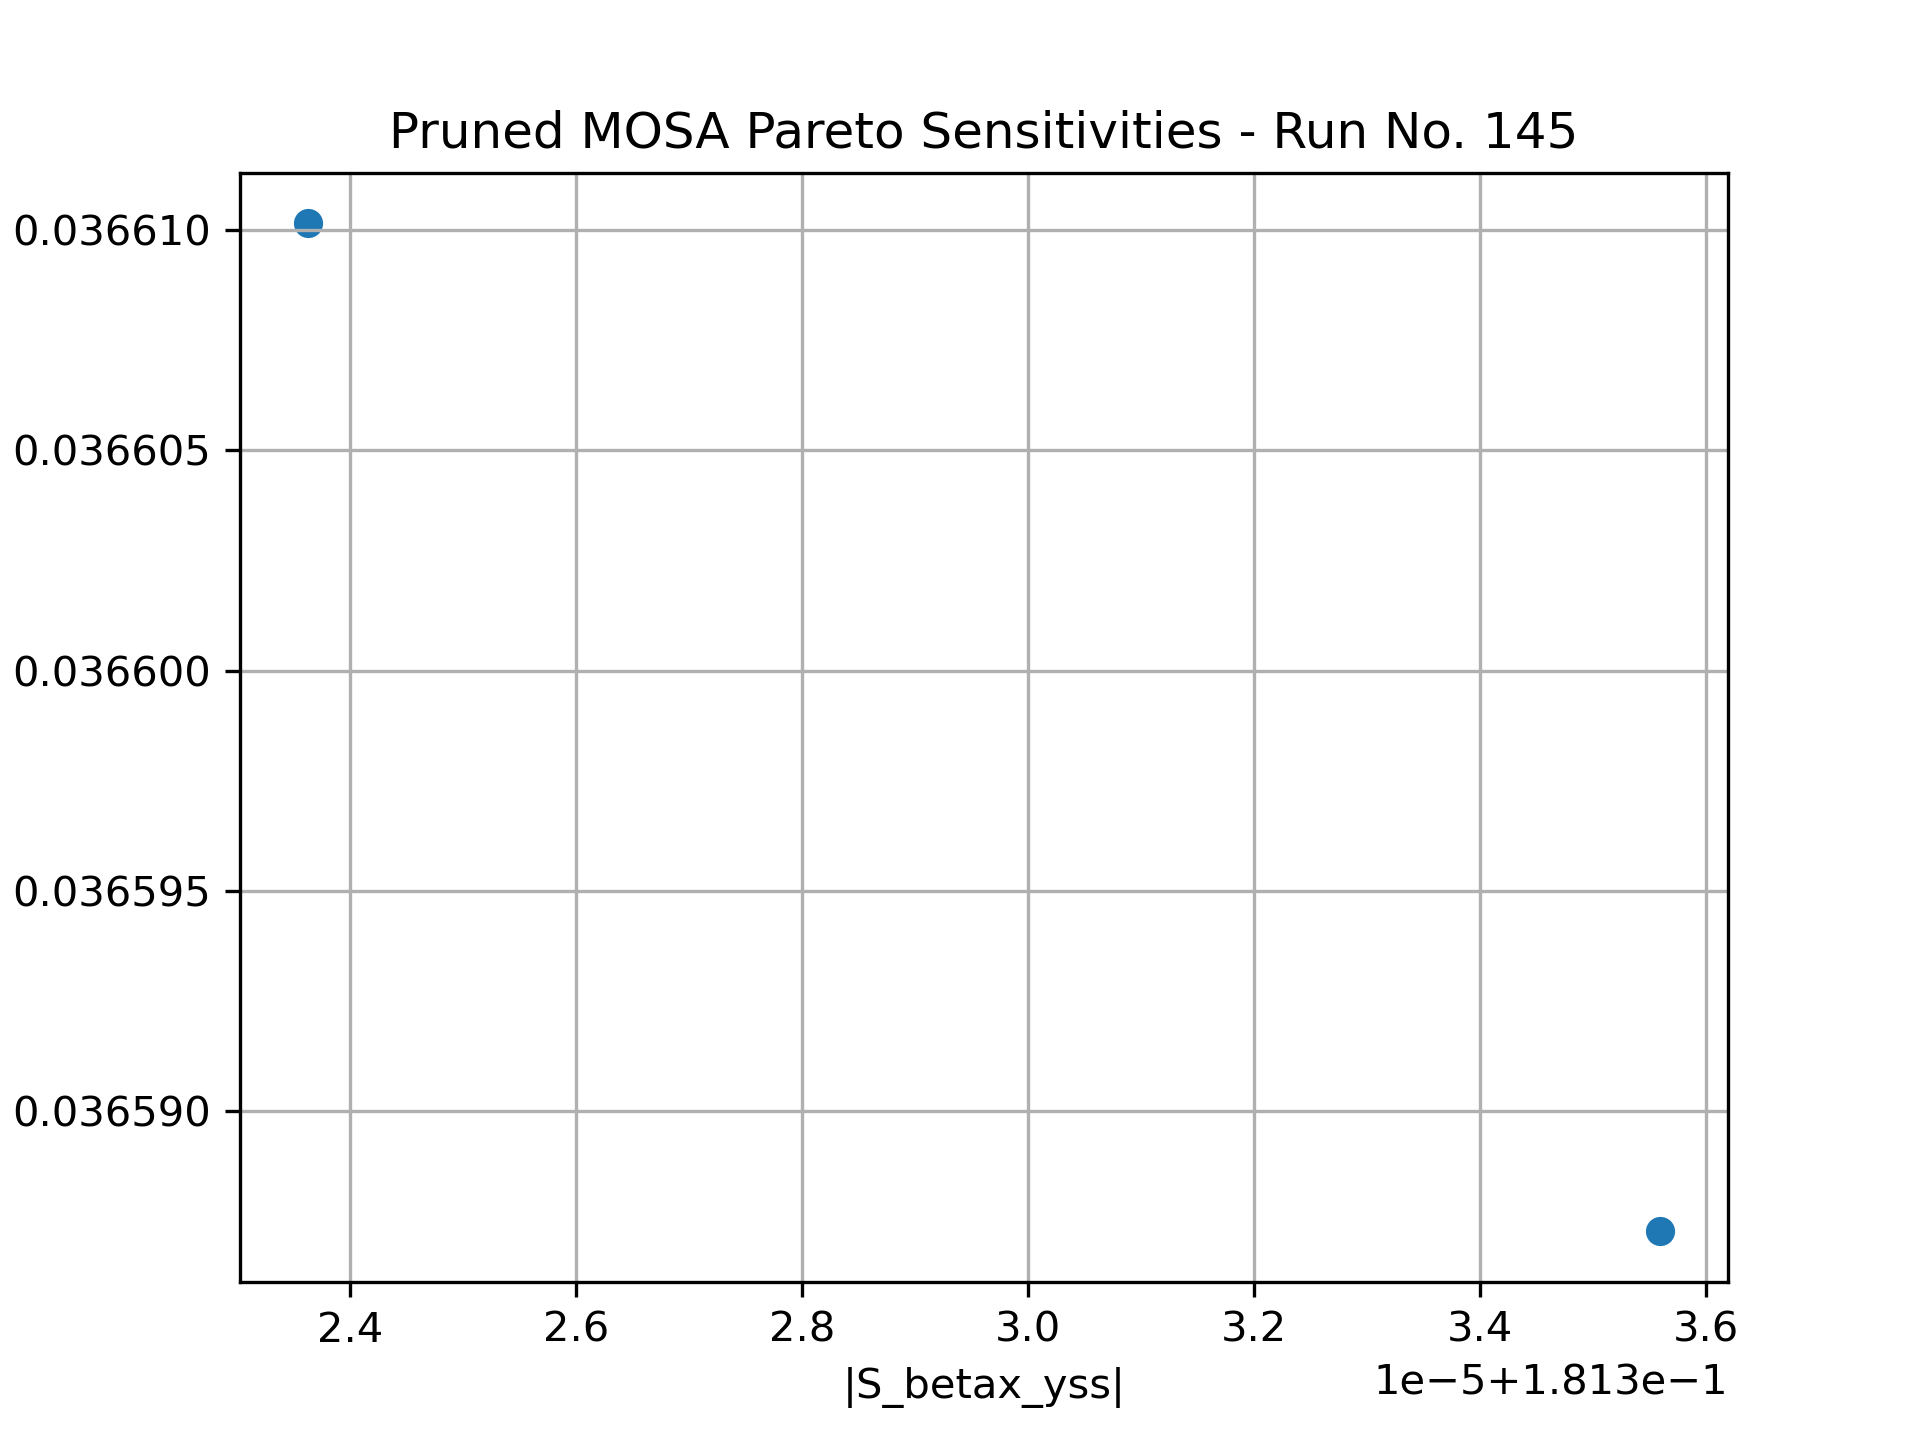 Pruned MOSA Pareto Sensitivities - Run No. 145
0.036610
0.036605
0.036600
0.036595
0.036590
2.4 2.6 2.8 3.0 3.2 3.4 3.6
1e−5+1.813e−1
|S_betax_yss|